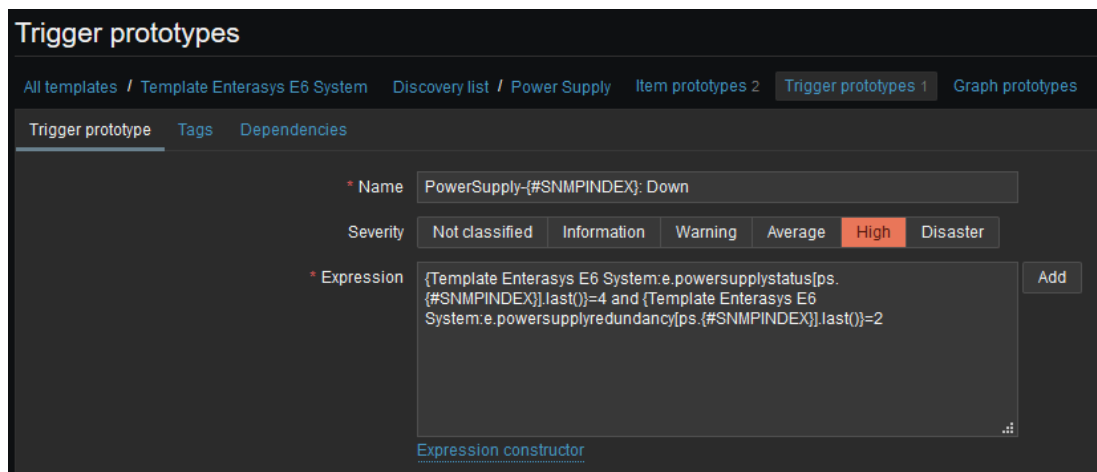 Trigger prototypes
All templates / Template Enterasys E6 System Discovery list / Power Supply Item prototypes 2 Trigger prototypes 1 Graph prototypes
Trigger prototype Tags Dependencies
* Name PowerSupply-{#SNMPINDEX}: Down
Severity Not classified Information Warning Average High Disaster
* Expression {Template Enterasys E6 System:e.powersupplystatus[ps. Add
{#SNMPINDEX}].last()}=4 and {Template Enterasys E6
System:e.powersupplyredundancy[ps.{#SNMPINDEX}].last()}=2
Expression constructor